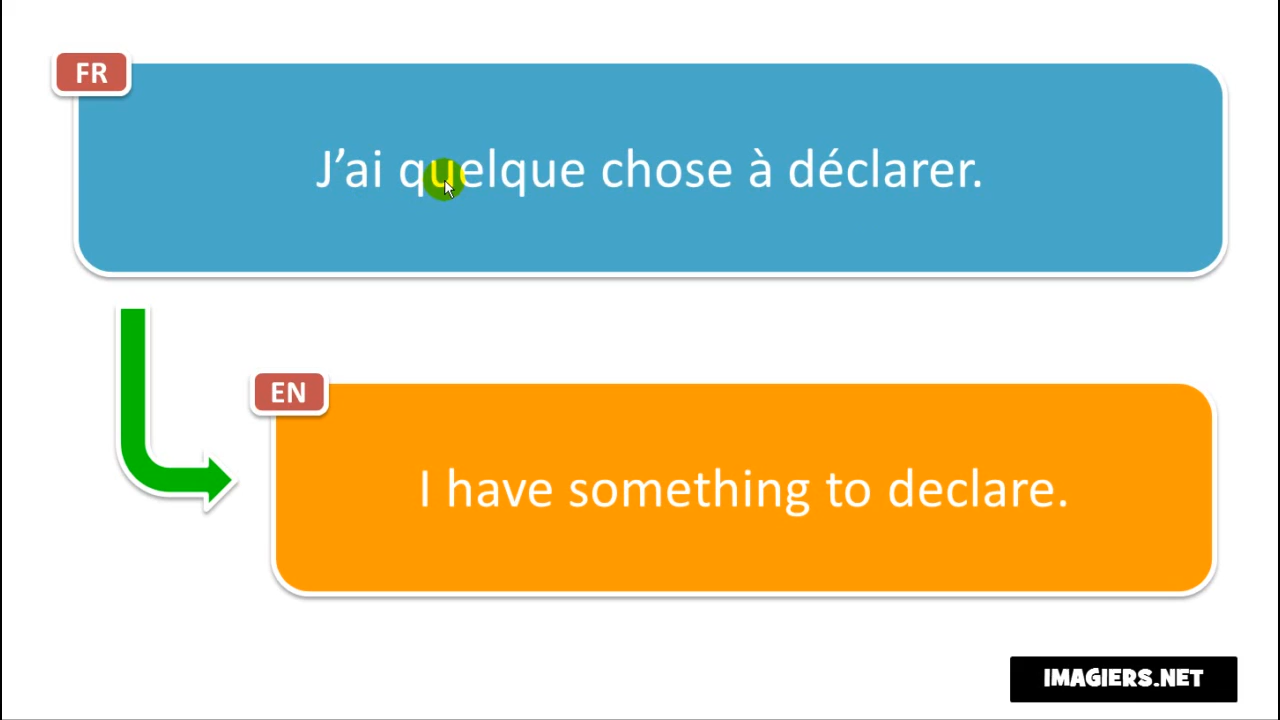 FR
J’ai quelque chose à déclarer.
EN
I have something to declare.
IMAGIERS.NET